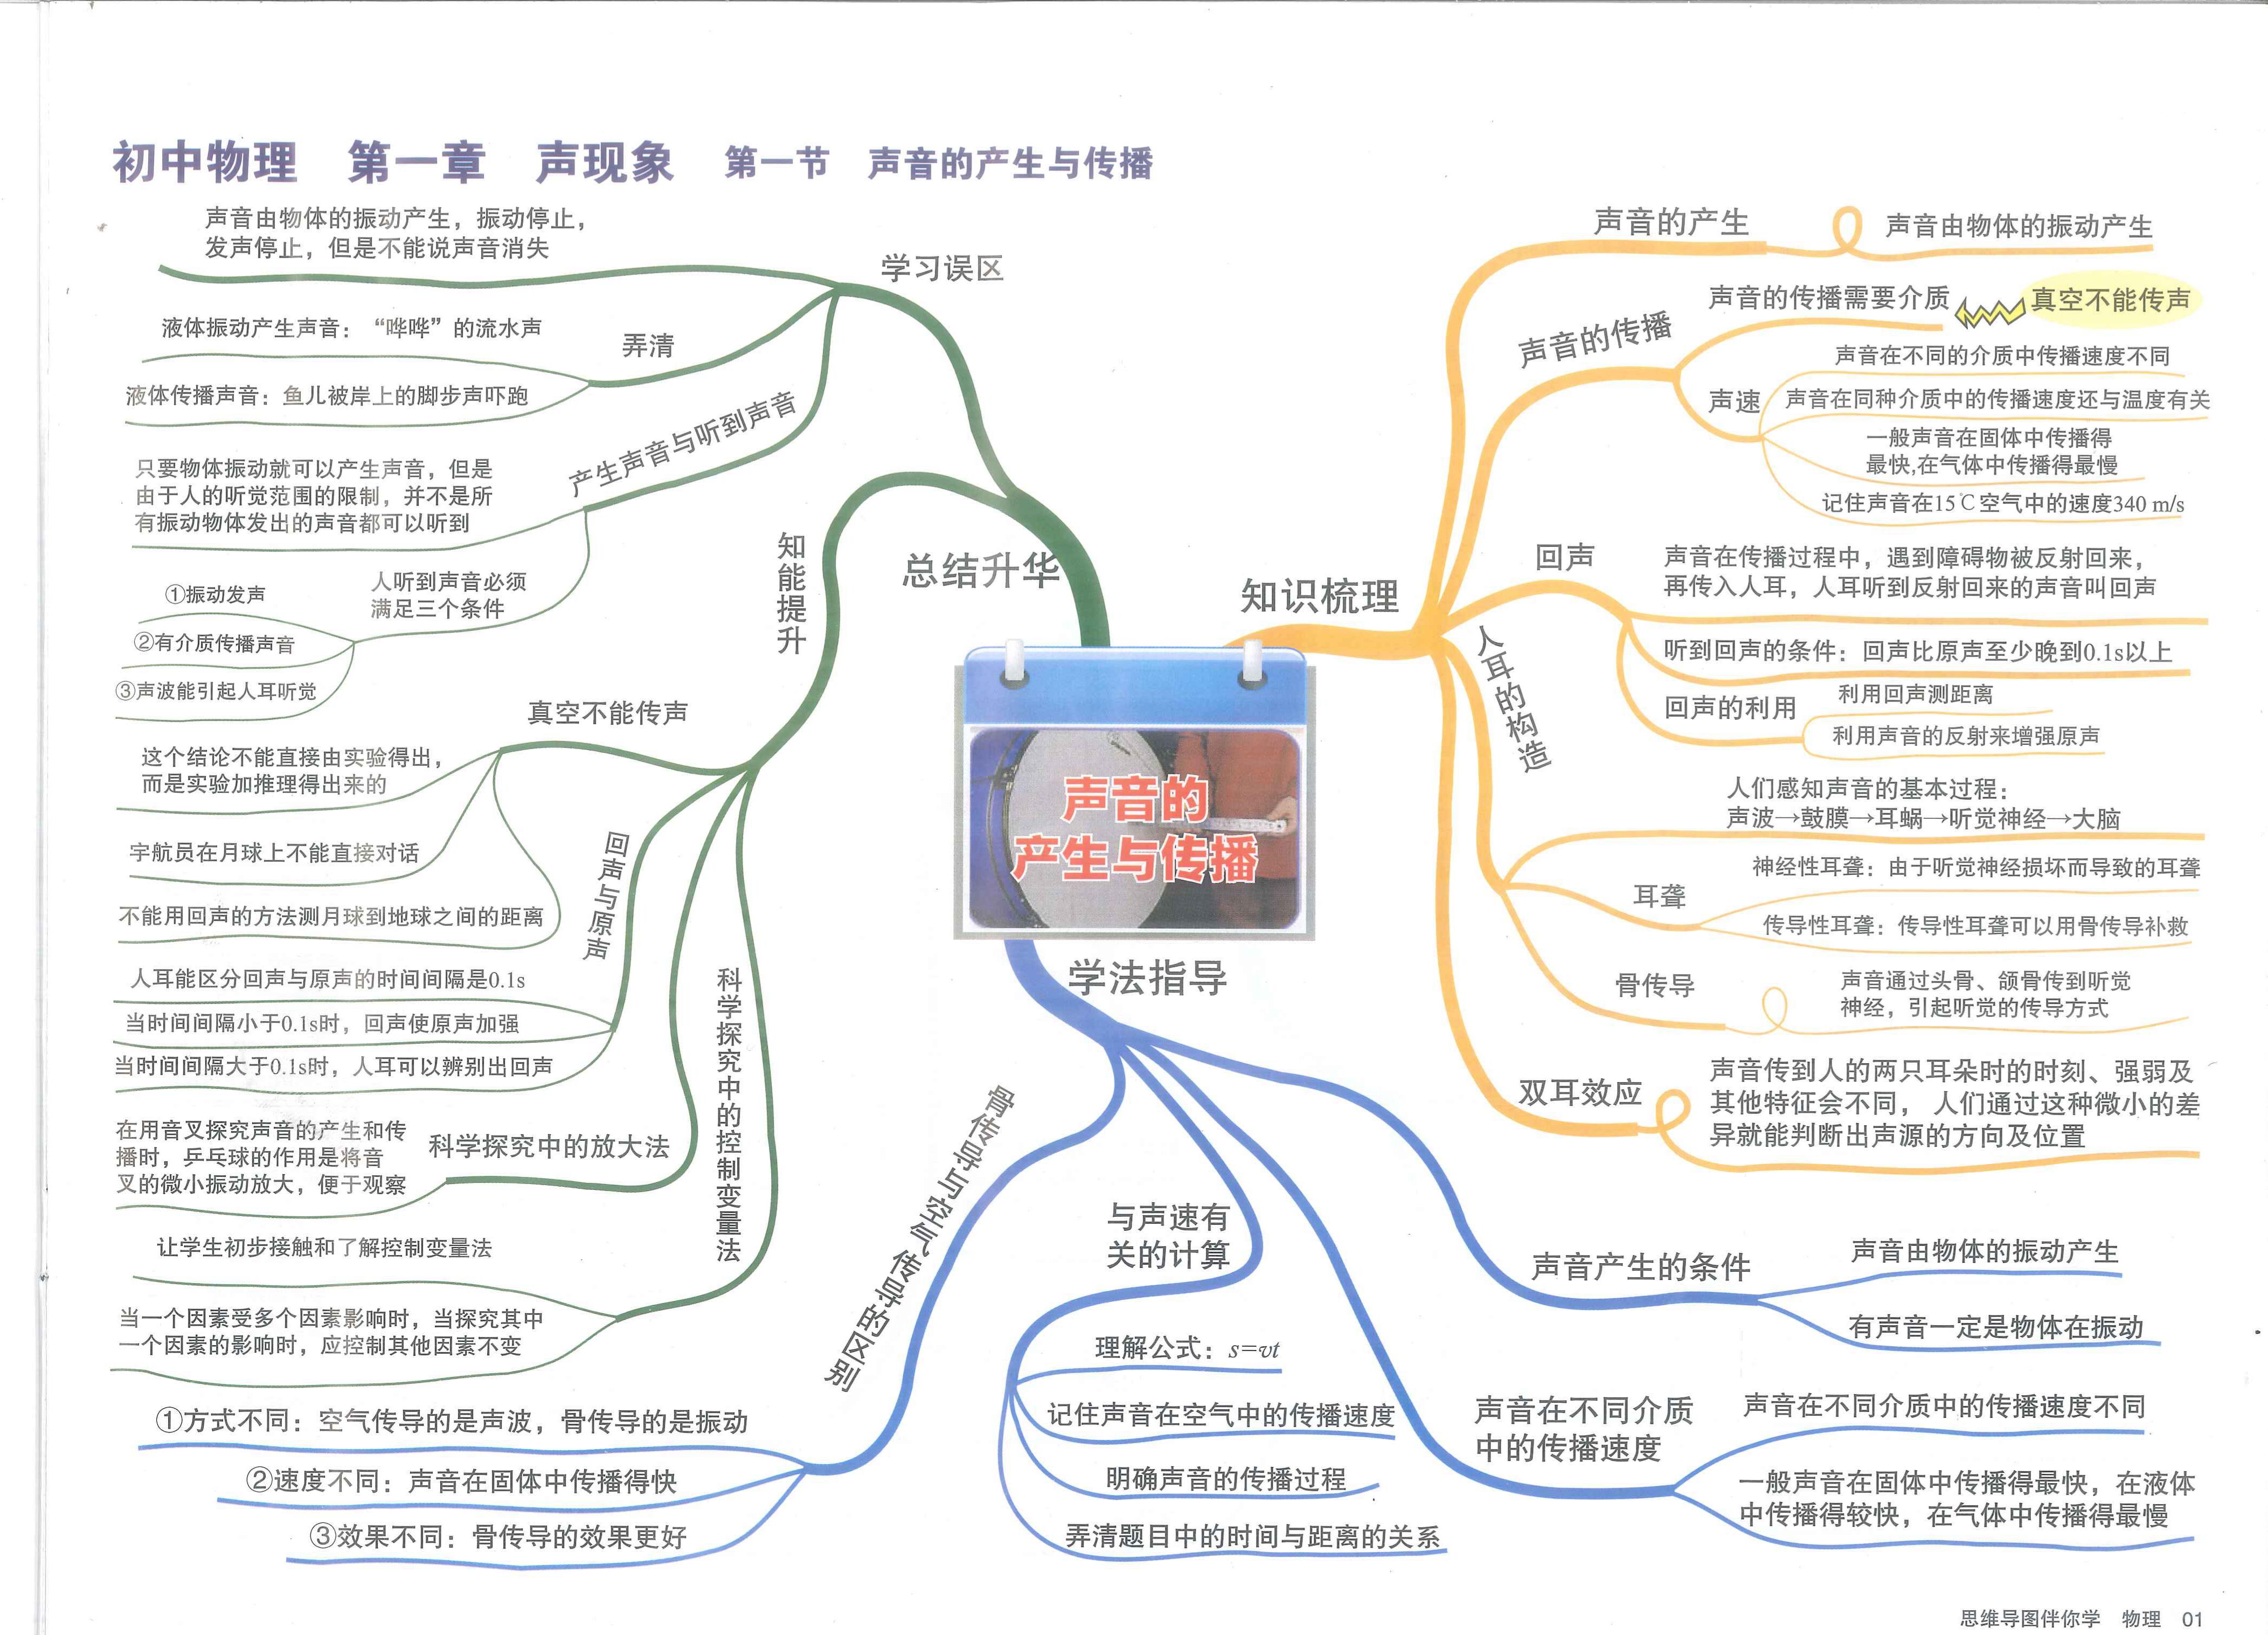 初中物理 第一章 声现象 第一节 声音的产生与传播
声音的
产生与传播
知识梳理
声音的产生
声音由物体的振动产生
声音的传播
声音的传播需要介质
真空不能传声
声速
声音在不同的介质中传播速度不同
声音在同种介质中的传播速度还与温度有关
一般声音在固体中传播得
最快,在气体中传播得最慢
记住声音在15℃空气中的速度340 m/s
回声
声音在传播过程中，遇到障碍物被反射回来，
再传入人耳，人耳听到反射回来的声音叫回声
听到回声的条件：回声比原声至少晚到0.1s以上
回声的利用
利用回声测距离
利用声音的反射来增强原声
人耳的构造
人们感知声音的基本过程：
声波→鼓膜→耳蜗→听觉神经→大脑
耳聋
神经性耳聋：由于听觉神经损坏而导致的耳聋
传导性耳聋：传导性耳聋可以用骨传导补救
骨传导
声音通过头骨、颌骨传到听觉
神经，引起听觉的传导方式
双耳效应
声音传到人的两只耳朵时的时刻、强弱及
其他特征会不同， 人们通过这种微小的差
异就能判断出声源的方向及位置
学法指导
声音产生的条件
声音由物体的振动产生
有声音一定是物体在振动
声音在不同介质
中的传播速度
声音在不同介质中的传播速度不同
一般声音在固体中传播得最快，在液体
中传播得较快，在气体中传播得最慢
与声速有
关的计算
理解公式：s=vt
记住声音在空气中的传播速度
明确声音的传播过程
弄清题目中的时间与距离的关系
骨传导与空气传导的区别
①方式不同：空气传导的是声波，骨传导的是振动
②速度不同：声音在固体中传播得快
③效果不同：骨传导的效果更好
总结升华
学习误区
声音由物体的振动产生，振动停止，
发声停止，但是不能说声音消失
弄清
液体振动产生声音：“哗哗”的流水声
液体传播声音：鱼儿被岸上的脚步声吓跑
产生声音与听到声音
只要物体振动就可以产生声音，但是
由于人的听觉范围的限制，并不是所
有振动物体发出的声音都可以听到
人听到声音必须
满足三个条件
①振动发声
②有介质传播声音
③声波能引起人耳听觉
知能提升
真空不能传声
这个结论不能直接由实验得出，
而是实验加推理得出来的
宇航员在月球上不能直接对话
不能用回声的方法测月球到地球之间的距离
回声与原声
人耳能区分回声与原声的时间间隔是0.1s
当时间间隔小于0.1s时，回声使原声加强
当时间间隔大于0.1s时，人耳可以辨别出回声
科学探究中的放大法
在用音叉探究声音的产生和传
播时，乒乓球的作用是将音
叉的微小振动放大，便于观察
科学探究中的控制变量法
让学生初步接触和了解控制变量法
当一个因素受多个因素影响时，当探究其中
一个因素的影响时，应控制其他因素不变
思维导图伴你学 物理 01